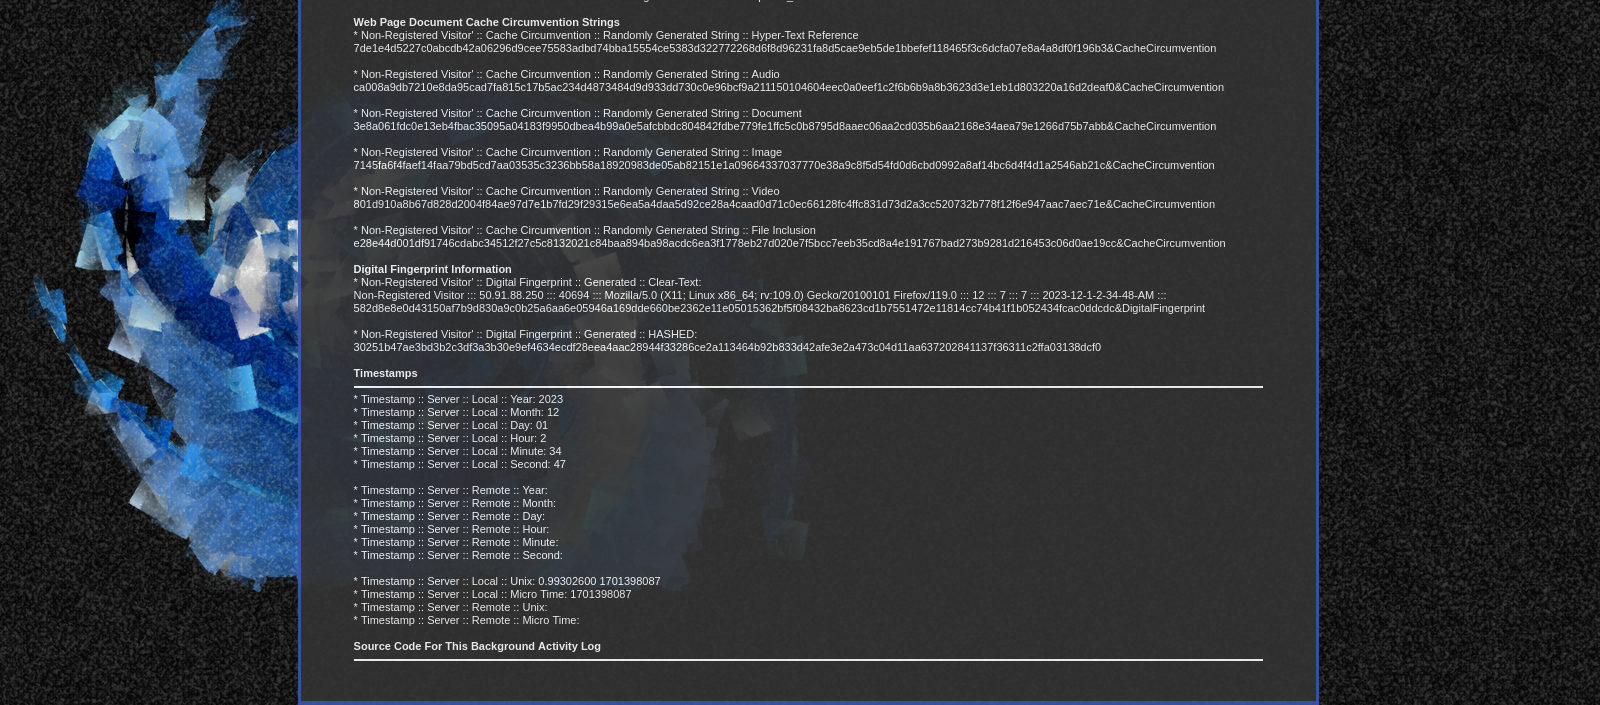 Web Page Document Cache Circumvention Strings
* Non-Registered Visitor' :: Cache Circumvention :: Randomly Generated String :: Hyper-Text Reference
7de1e4d5227c0abcdb42a06296d9cee75583adbd74bba15554ce5383d322772268d6f8d96231fa8d5cae9eb5de1bbefef118465f3c6dcfa07e8a4a8df0f196b3&CacheCircumvention
* Non-Registered Visitor' :: Cache Circumvention :: Randomly Generated String :: Audio
ca008a9db7210e8da95cad7fa815c17b5ac234d4873484d9d933dd730c0e96bcf9a211150104604eec0a0eef1c2f6b6b9a8b3623d3e1eb1d803220a16d2deaf0&CacheCircumvention
* Non-Registered Visitor' :: Cache Circumvention :: Randomly Generated String :: Document
3e8a061fdc0e13eb4fbac35095a04183f9950dbea4b99a0e5afcbbdc804842fdbe779fe1ffc5c0b8795d8aaec06aa2cd035b6aa2168e34aea79e1266d75b7abb&CacheCircumvention
* Non-Registered Visitor' :: Cache Circumvention :: Randomly Generated String :: Image
7145fa6f4faef14faa79bd5cd7aa03535c3236bb58a18920983de05ab82151e1a09664337037770e38a9c8f5d54fd0d6cbd0992a8af14bc6d4f4d1a2546ab21c&CacheCircumvention
* Non-Registered Visitor' :: Cache Circumvention :: Randomly Generated String :: Video
801d910a8b67d828d2004f84ae97d7e1b7fd29f29315e6ea5a4daa5d92ce28a4caad0d71c0ec66128fc4ffc831d73d2a3cc520732b778f12f6e947aac7aec71e&CacheCircumvention
* Non-Registered Visitor' :: Cache Circumvention :: Randomly Generated String :: File Inclusion
e28e44d001df91746cdabc34512f27c5c8132021c84baa894ba98acdc6ea3f1778eb27d020e7f5bcc7eeb35cd8a4e191767bad273b9281d216453c06d0ae19cc&CacheCircumvention
Digital Fingerprint Information
* Non-Registered Visitor' :: Digital Fingerprint :: Generated :: Clear-Text:
Non-Registered Visitor ::: 50.91.88.250 ::: 40694 ::: Mozilla/5.0 (X11; Linux x86_64; rv:109.0) Gecko/20100101 Firefox/119.0 ::: 12 ::: 7 ::: 7 ::: 2023-12-1-2-34-48-AM :::
582d8e8e0d43150af7b9d830a9c0b25a6aa6e05946a169dde660be2362e11e05015362bf5f08432ba8623cd1b7551472e11814cc74b41f1b052434fcac0ddcdc&DigitalFingerprint
* Non-Registered Visitor' :: Digital Fingerprint :: Generated :: HASHED:
30251b47ae3bd3b2c3df3a3b30e9ef4634ecdf28eea4aac28944f33286ce2a113464b92b833d42afe3e2a473c04d11aa637202841137f36311c2ffa03138dcf0
Timestamps
* Timestamp :: Server :: Local :: Year: 2023
* Timestamp :: Server :: Local :: Month: 12
* Timestamp :: Server :: Local :: Day: 01
* Timestamp :: Server :: Local :: Hour: 2
* Timestamp :: Server :: Local :: Minute: 34
* Timestamp :: Server :: Local :: Second: 47
* Timestamp :: Server :: Remote :: Year:
* Timestamp :: Server :: Remote :: Month:
* Timestamp :: Server :: Remote :: Day:
* Timestamp :: Server :: Remote :: Hour:
* Timestamp :: Server :: Remote :: Minute:
* Timestamp :: Server :: Remote :: Second:
* Timestamp :: Server :: Local :: Unix: 0.99302600 1701398087
* Timestamp :: Server :: Local :: Micro Time: 1701398087
* Timestamp :: Server :: Remote :: Unix:
* Timestamp :: Server :: Remote :: Micro Time:
Source Code For This Background Activity Log